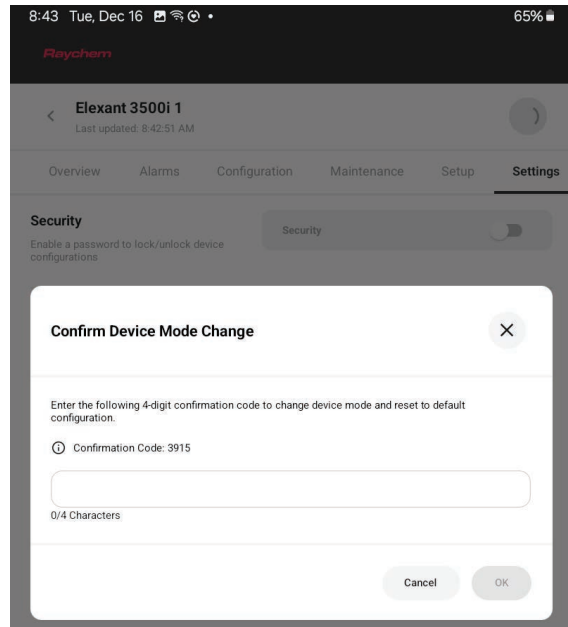 8:43 Tue, Dec 16 65%
Raychem
Elexant 3500i 1
Last updated: 8:42:51 AM
Overview Alarms Configuration Maintenance Setup Settings
Security
Enable a password to lock/unlock device
configurations
Security
Confirm Device Mode Change
Enter the following 4-digit confirmation code to change device mode and reset to default
configuration.
Confirmation Code: 3915
0/4 Characters
Cancel OK